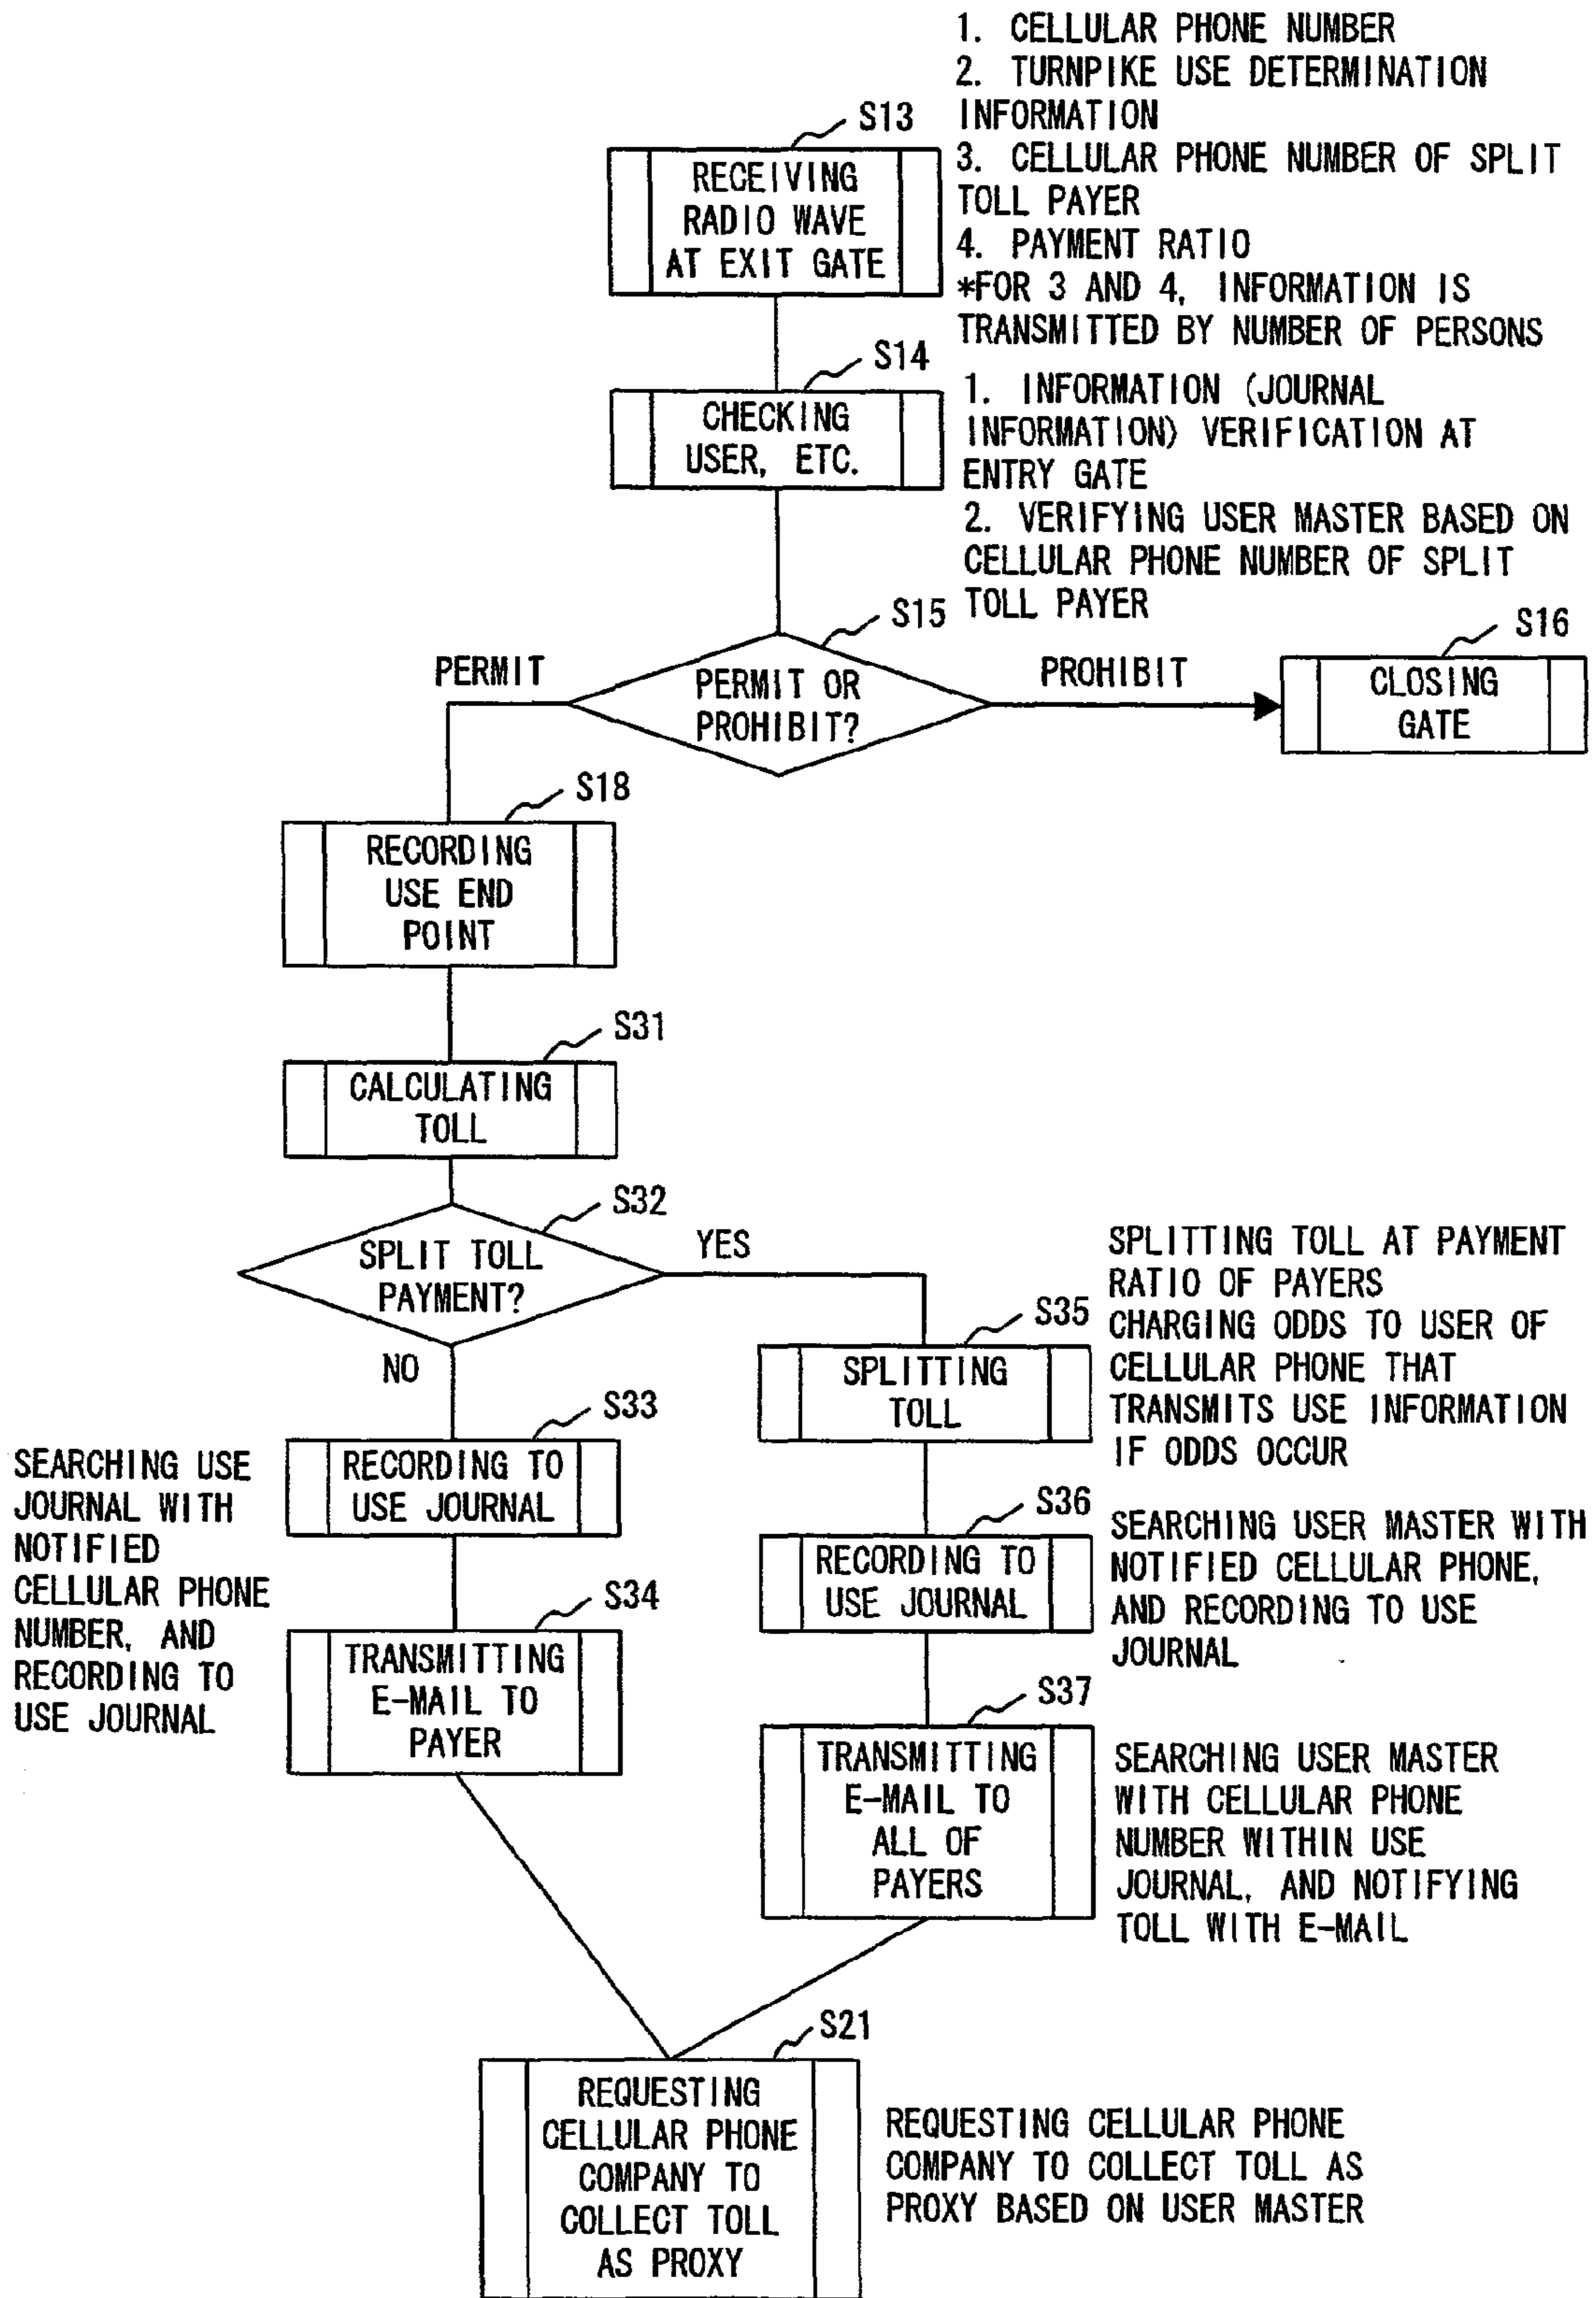 1. CELLULAR PHONE NUMBER
2. TURNPIKE USE DETERMINATION
INFORMATION
3. CELLULAR PHONE NUMBER OF SPLIT
TOLL PAYER
4. PAYMENT RATIO
*FOR 3 AND 4, INFORMATION IS
TRANSMITTED BY NUMBER OF PERSONS
S13
RECEIVING
RADIO WAVE
AT EXIT GATE
S14
CHECKING
USER, ETC.
1. INFORMATION (JOURNAL
INFORMATION) VERIFICATION AT
ENTRY GATE
2. VERIFYING USER MASTER BASED ON
CELLULAR PHONE NUMBER OF SPLIT
TOLL PAYER
S15
PERMIT OR
PROHIBIT?
PERMIT
PROHIBIT
S16
CLOSING
GATE
S18
RECORDING
USE END
POINT
S31
CALCULATING
TOLL
S32
SPLIT TOLL
PAYMENT?
YES
NO
S33
RECORDING TO
USE JOURNAL
SEARCHING USE
JOURNAL WITH
NOTIFIED
CELLULAR PHONE
NUMBER, AND
RECORDING TO
USE JOURNAL
S34
TRANSMITTING
E-MAIL TO
PAYER
S35
SPLITTING
TOLL
SPLITTING TOLL AT PAYMENT
RATIO OF PAYERS
CHARGING ODDS TO USER OF
CELLULAR PHONE THAT
TRANSMITS USE INFORMATION
IF ODDS OCCUR
S36
RECORDING TO
USE JOURNAL
SEARCHING USER MASTER WITH
NOTIFIED CELLULAR PHONE,
AND RECORDING TO USE
JOURNAL
S37
TRANSMITTING
E-MAIL TO
ALL OF
PAYERS
SEARCHING USER MASTER
WITH CELLULAR PHONE
NUMBER WITHIN USE
JOURNAL, AND NOTIFYING
TOLL WITH E-MAIL
S21
REQUESTING
CELLULAR PHONE
COMPANY TO
COLLECT TOLL
AS PROXY
REQUESTING CELLULAR PHONE
COMPANY TO COLLECT TOLL AS
PROXY BASED ON USER MASTER